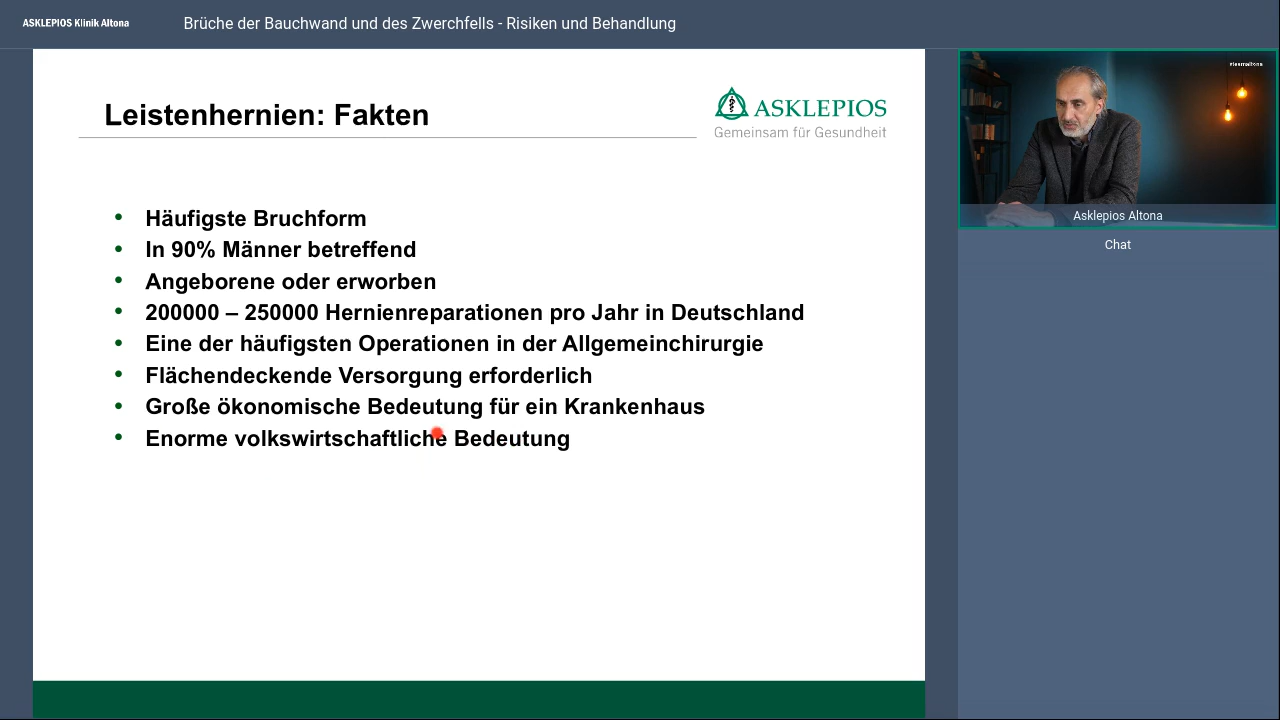 ASKLEPIOS Klinik Altona
Brüche der Bauchwand und des Zwerchfells - Risiken und Behandlung
Leistenhernien: Fakten
ASKLEPIOS
Gemeinsam für Gesundheit
• Häufigste Bruchform
• In 90% Männer betreffend
• Angeborene oder erworben
• 200000 – 250000 Hernienreparationen pro Jahr in Deutschland
• Eine der häufigsten Operationen in der Allgemeinchirurgie
• Flächendeckende Versorgung erforderlich
• Große ökonomische Bedeutung für ein Krankenhaus
• Enorme volkswirtschaftliche Bedeutung
Asklepios Altona
Chat